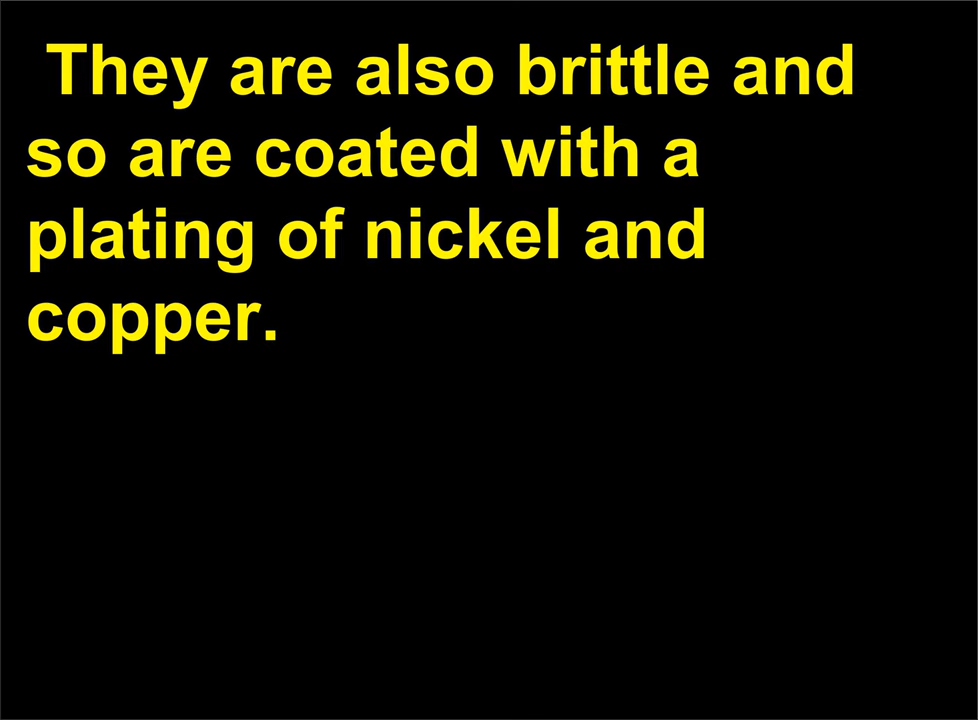 They are also brittle and
so are coated with a
plating of nickel and
copper.